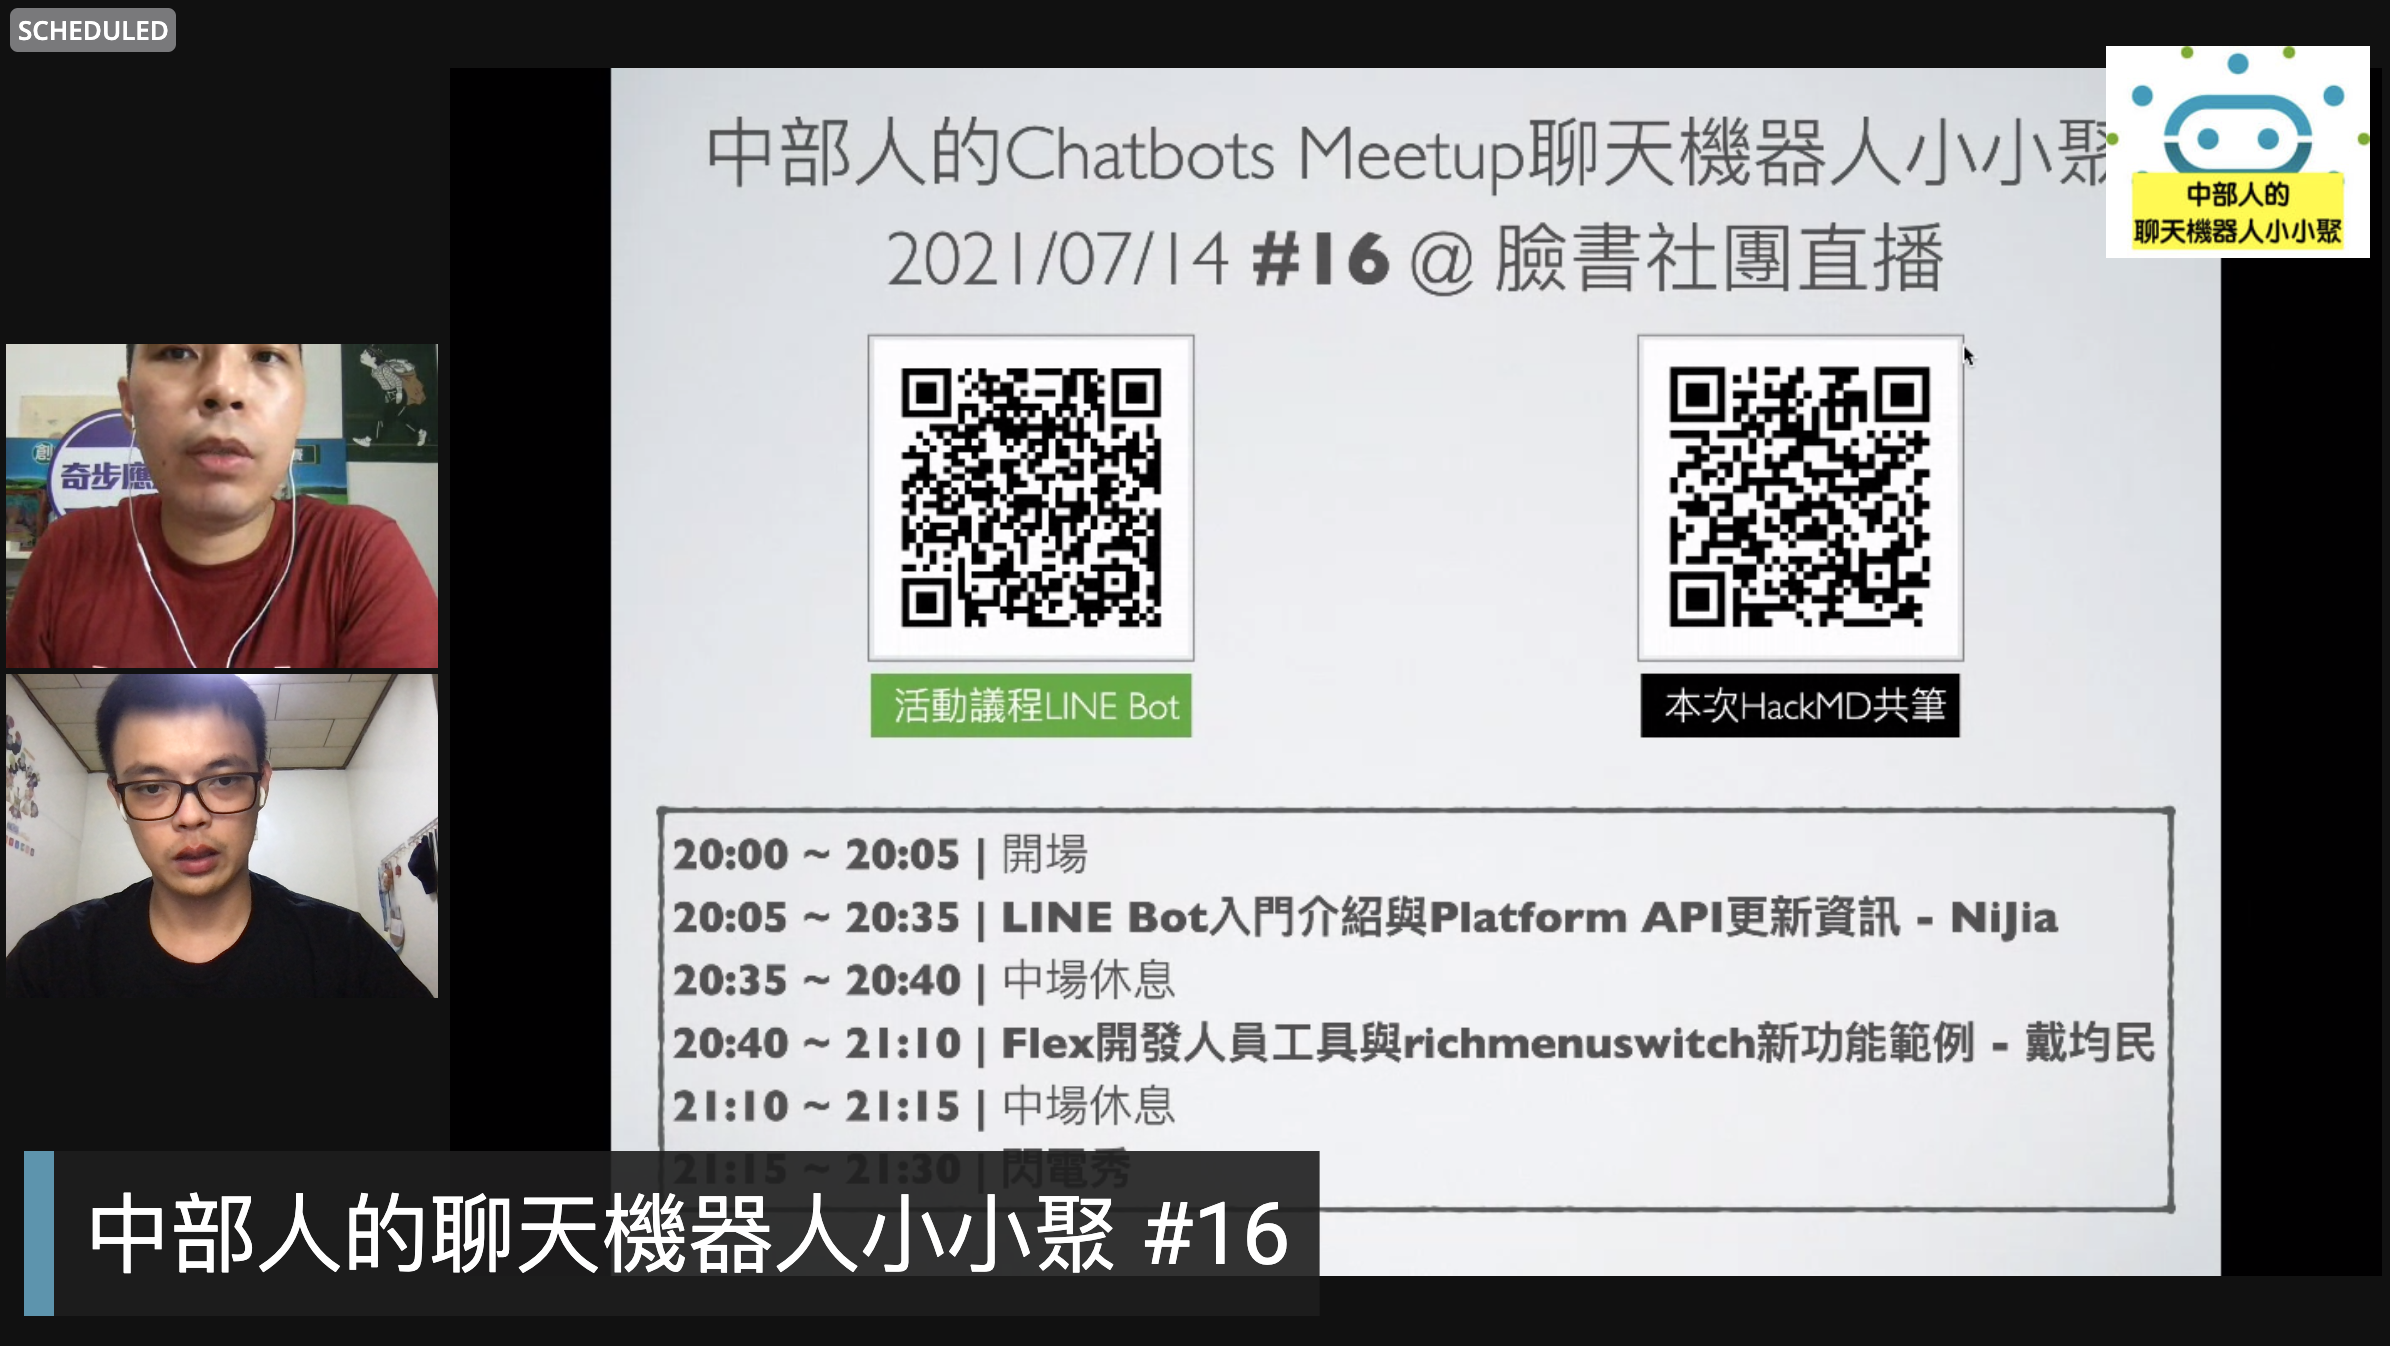 SCHEDULED
中部人的Chatbots Meetup聊天機器人小小聚
2021/07/14 #16 @ 臉書社團直播
中部人的
聊天機器人小小聚
創
奇步應
活動議程LINE Bot
本次HackMD共筆
20:00 ~ 20:05 | 開場
20:05 ~ 20:35 | LINE Bot入門介紹與Platform API更新資訊 - NiJia
20:35 ~ 20:40 | 中場休息
20:40 ~ 21:10 | Flex開發人員工具與richmenuswitch新功能範例 - 戴均民
21:10 ~ 21:15 | 中場休息
21:15 ~ 21:30 | 閃電秀
中部人的聊天機器人小小聚 #16